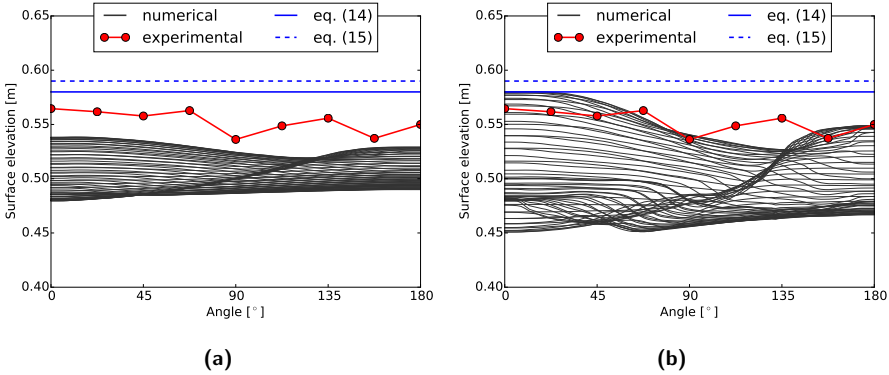 numerical
experimental
eq. (14)
eq. (15)
0.65
0.60
0.55
0.50
0.45
0.40
Surface elevation [m]
0
45
90
135
180
Angle [°]
(a)
numerical
experimental
eq. (14)
eq. (15)
0.65
0.60
0.55
0.50
0.45
0.40
Surface elevation [m]
0
45
90
135
180
Angle [°]
(b)